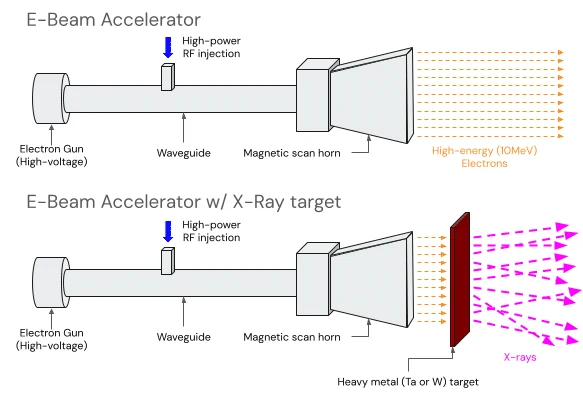 E-Beam Accelerator
High-power
RF injection
Electron Gun
(High-voltage)
Waveguide
Magnetic scan horn
High-energy (10MeV)
Electrons
E-Beam Accelerator w/ X-Ray target
High-power
RF injection
Electron Gun
(High-voltage)
Waveguide
Magnetic scan horn
X-rays
Heavy metal (Ta or W) target